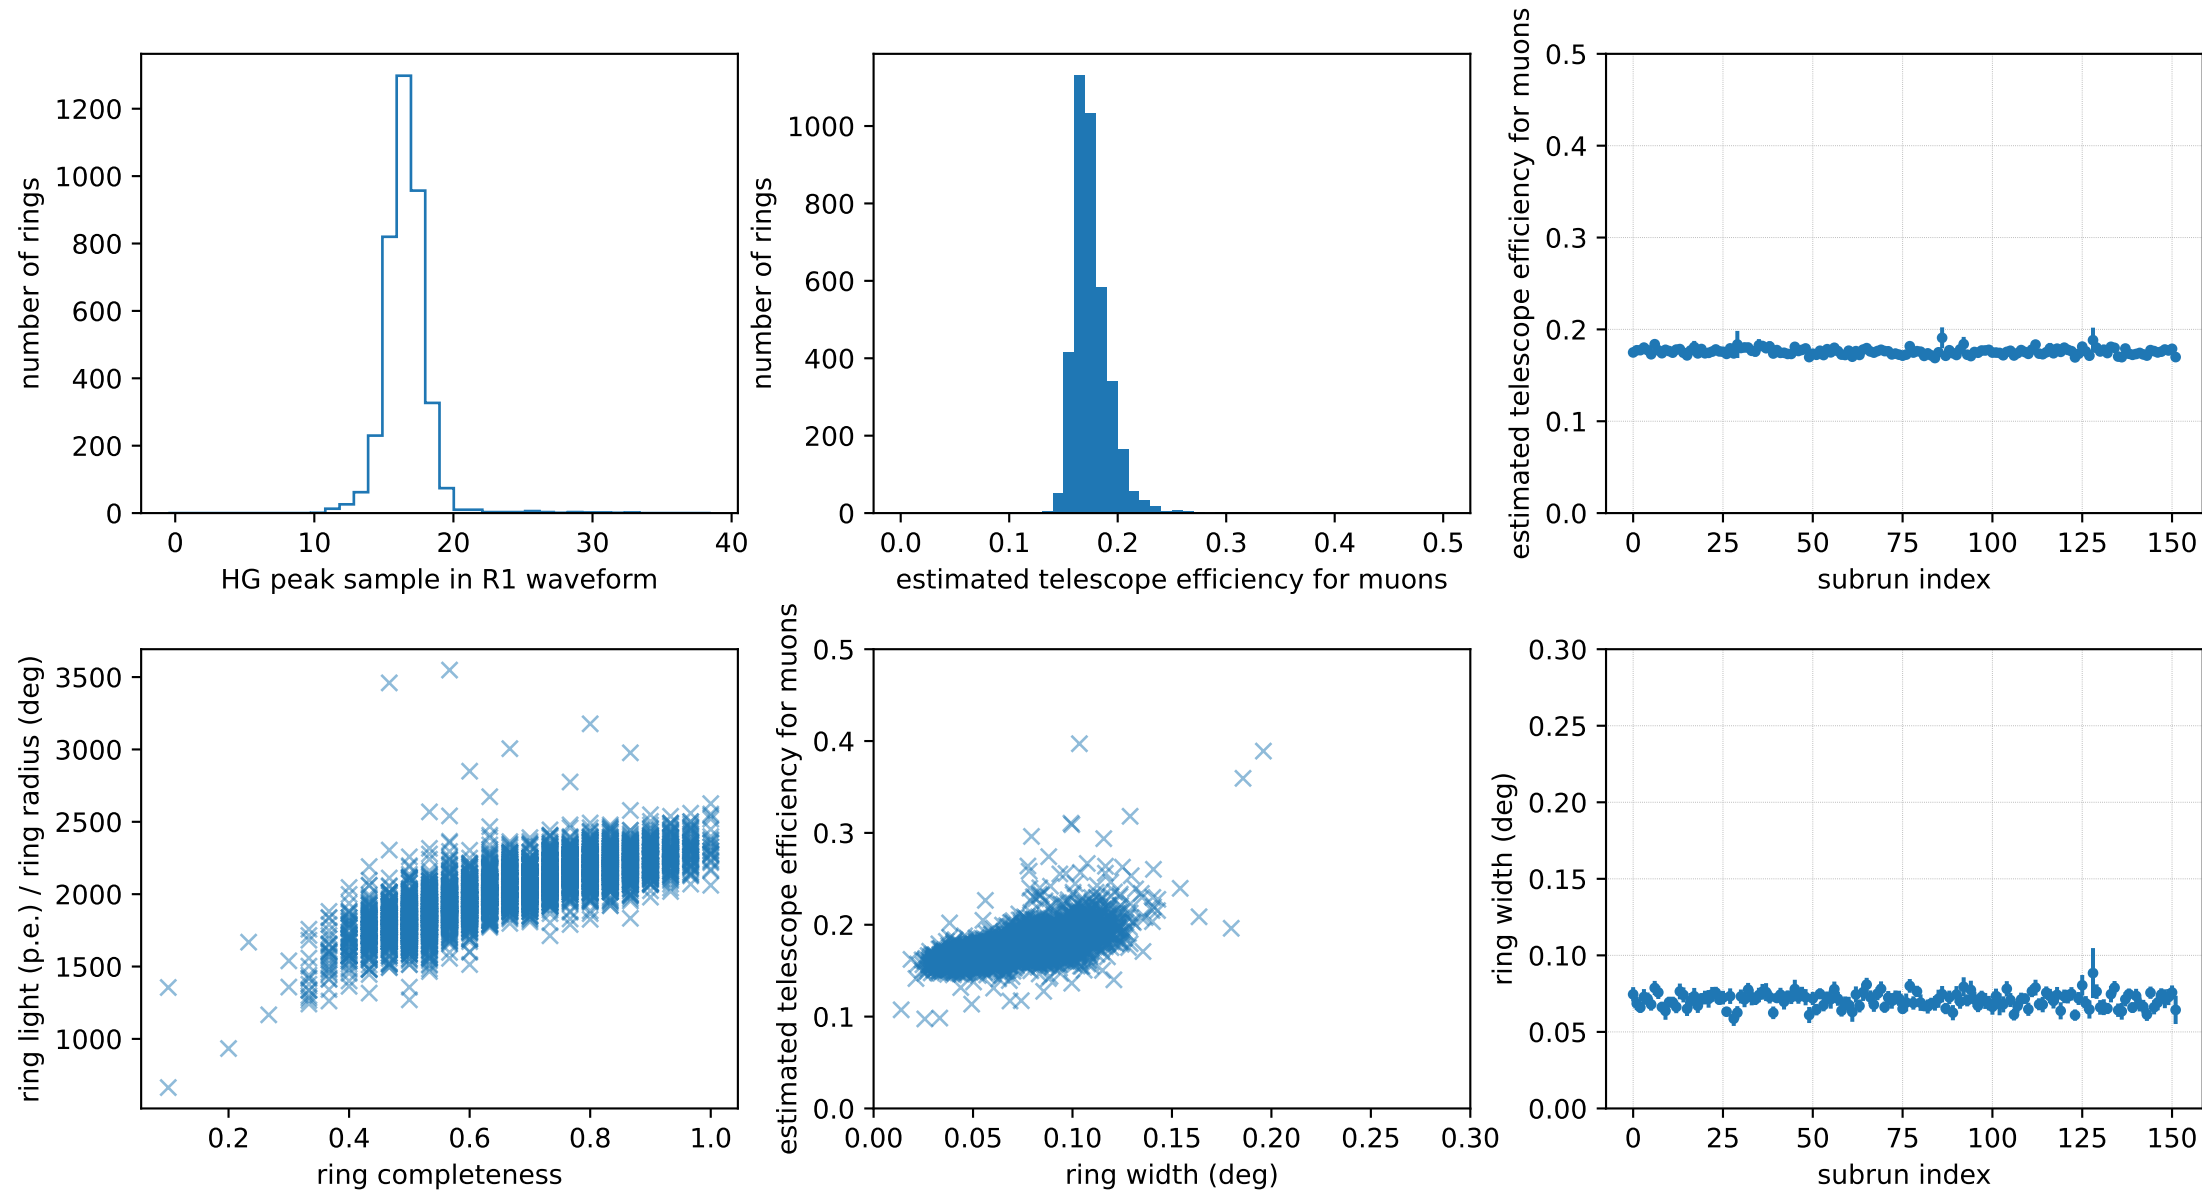 number of rings
1200
1000
800
600
400
200
0
0 10 20 30 40
HG peak sample in R1 waveform
number of rings
1000
800
600
400
200
0
0.0 0.1 0.2 0.3 0.4 0.5
estimated telescope efficiency for muons
estimated telescope efficiency for muons
0.5
0.4
0.3
0.2
0.1
0.0
0 25 50 75 100 125 150
subrun index
ring light (p.e.) / ring radius (deg)
3500
3000
2500
2000
1500
1000
0.2 0.4 0.6 0.8 1.0
ring completeness
estimated telescope efficiency for muons
0.5
0.4
0.3
0.2
0.1
0.0
0.00 0.05 0.10 0.15 0.20 0.25 0.30
ring width (deg)
ring width (deg)
0.30
0.25
0.20
0.15
0.10
0.05
0.00
0 25 50 75 100 125 150
subrun index